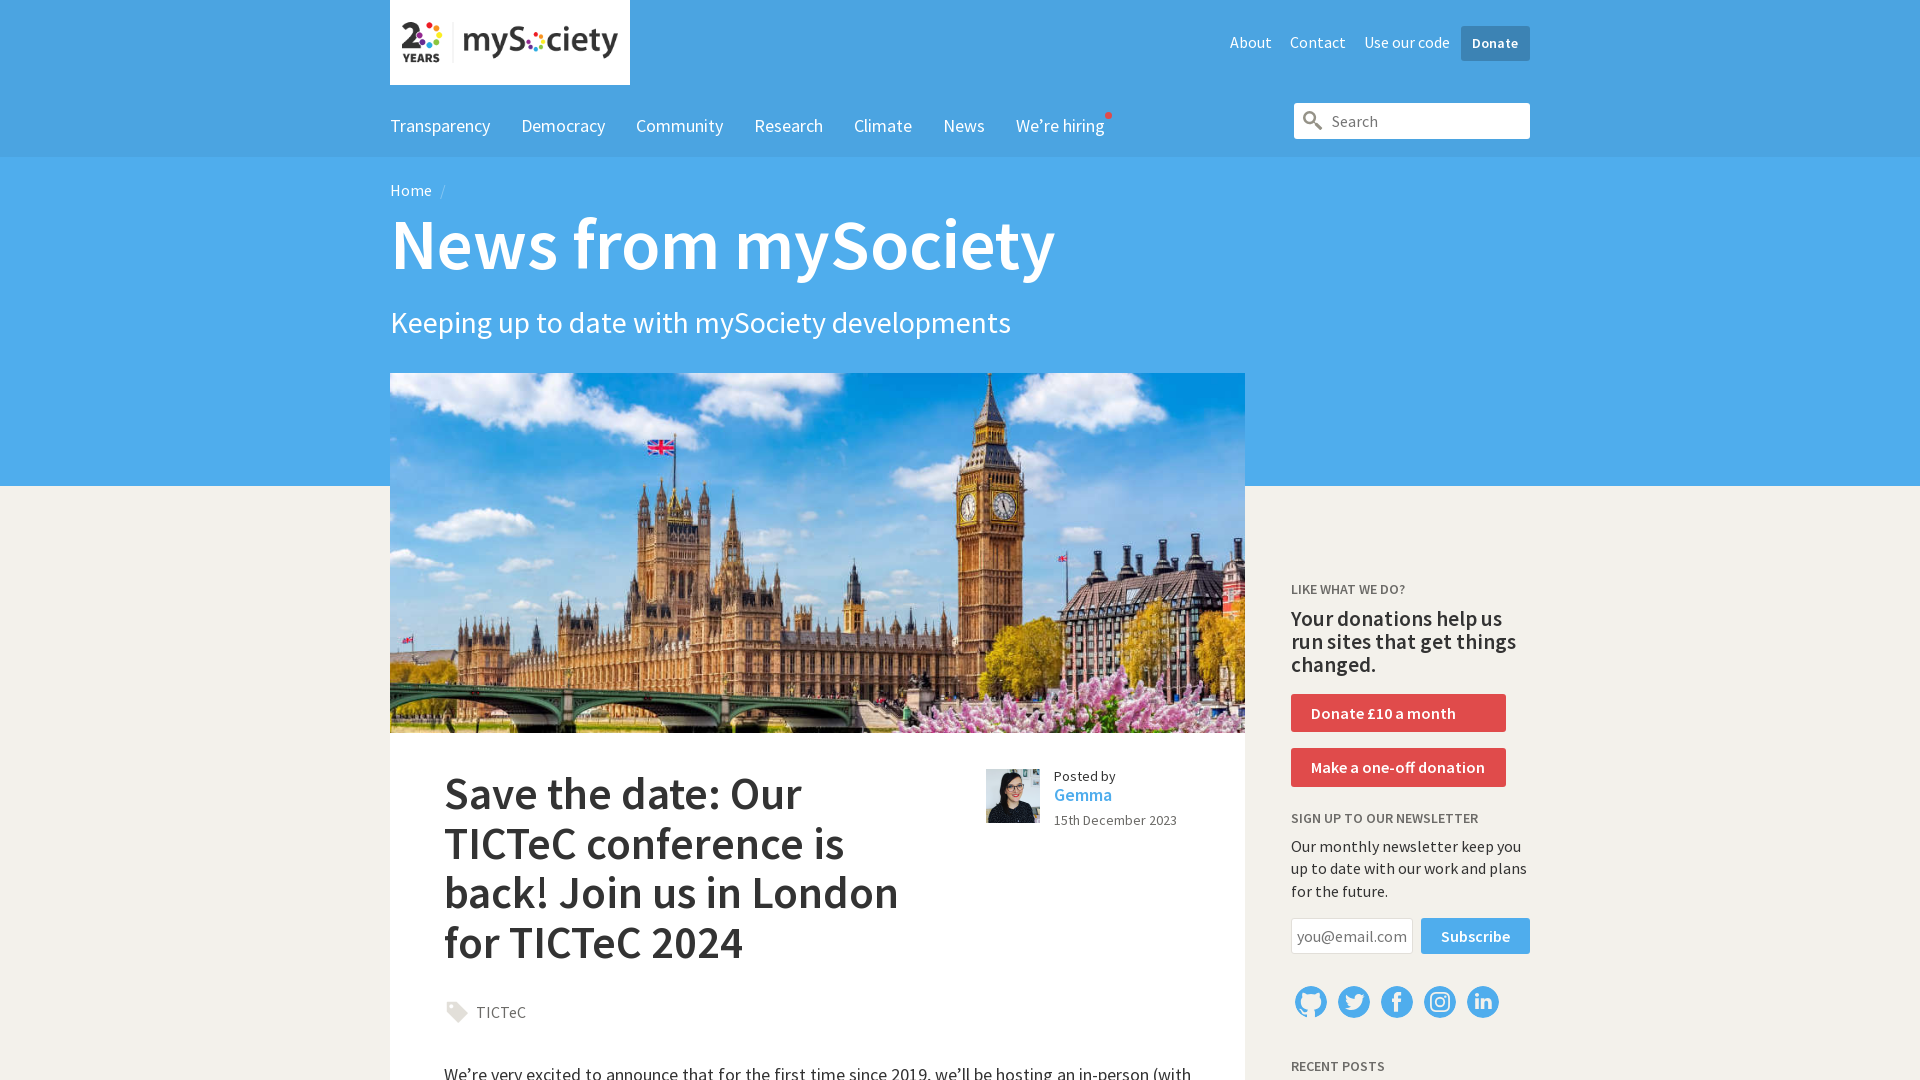 20 YEARS mySociety
About Contact Use our code Donate
Transparency Democracy Community Research Climate News We’re hiring
Search
Home /
News from mySociety
Keeping up to date with mySociety developments
LIKE WHAT WE DO?
Your donations help us
run sites that get things
changed.
Donate £10 a month
Make a one-off donation
SIGN UP TO OUR NEWSLETTER
Our monthly newsletter keep you
up to date with our work and plans
for the future.
you@email.com Subscribe
RECENT POSTS
Save the date: Our
TICTeC conference is
back! Join us in London
for TICTeC 2024
Posted by
Gemma
15th December 2023
TICTeC
We’re very excited to announce that for the first time since 2019, we’ll be hosting an in-person (with